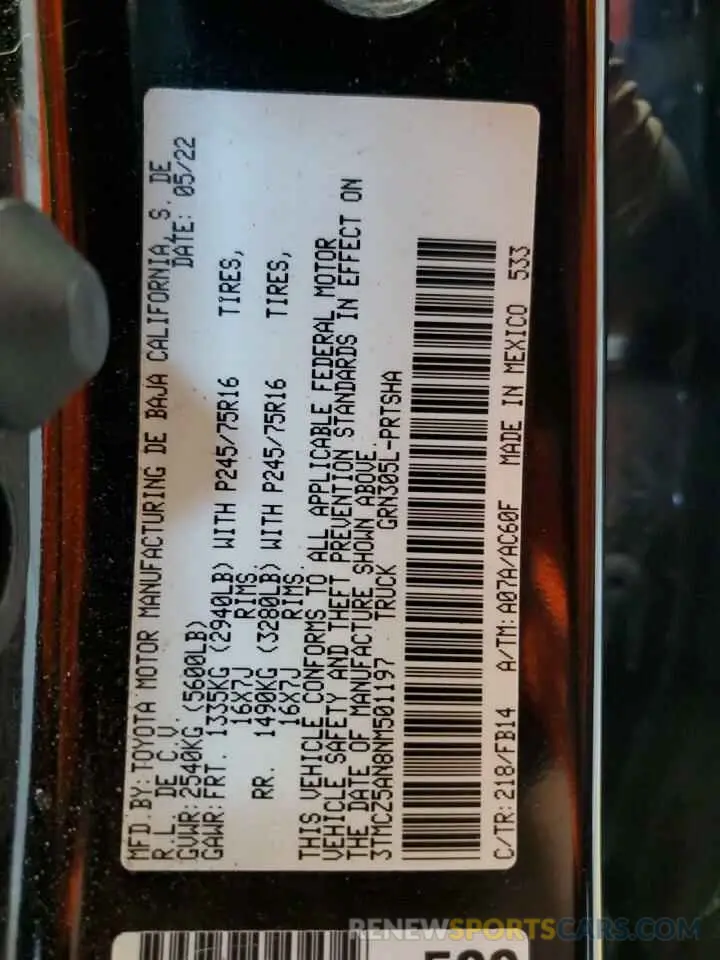 MFD.BY:TOYOTA MOTOR MANUFACTURING DE BAJA CALIFORNIA, S. DE
R.L. DE C.V. DATE: 05/22
GVWR:2540KG (5600LB)
GAWR:FRT. 1335KG (2940LB) WITH P245/75R16 TIRES,
16X7J RIMS.
RR. 1490KG (3280LB) WITH P245/75R16 TIRES,
16X7J RIMS.
THIS VEHICLE CONFORMS TO ALL APPLICABLE FEDERAL MOTOR
VEHICLE SAFETY AND THEFT PREVENTION STANDARDS IN EFFECT ON
THE DATE OF MANUFACTURE SHOWN ABOVE.
3TMCZ5AN8NM501197 TRUCK GRN305L-PRTSHA
C/TR:218/FB14 A/TM:A07A/AC60F MADE IN MEXICO 533
RENEWSPORTSCARS.COM